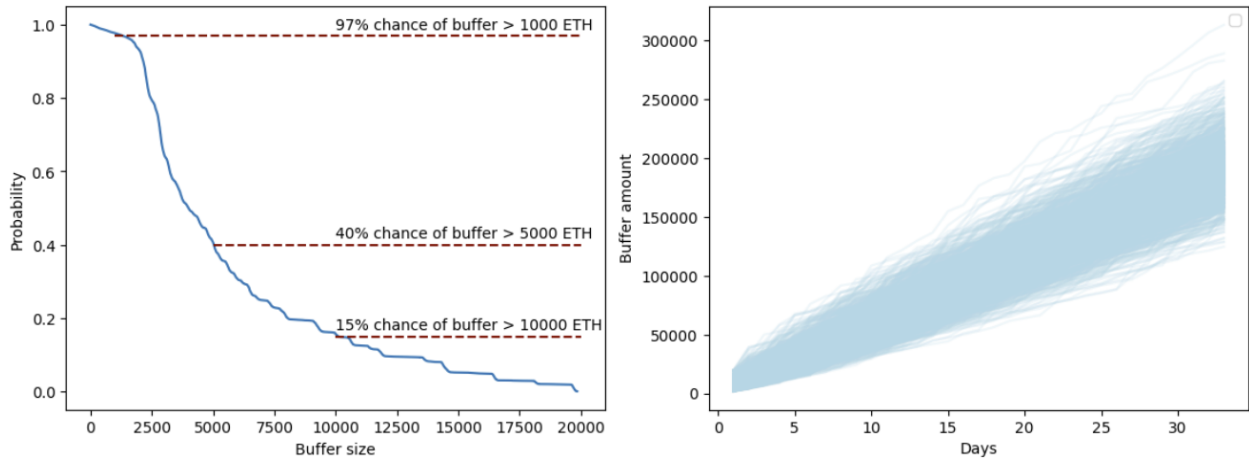 1.0
0.8
0.6
0.4
0.2
0.0
Probability
97% chance of buffer > 1000 ETH
40% chance of buffer > 5000 ETH
15% chance of buffer > 10000 ETH
0 2500 5000 7500 10000 12500 15000 17500 20000
Buffer size
300000
250000
200000
150000
100000
50000
0
Buffer amount
0 5 10 15 20 25 30
Days